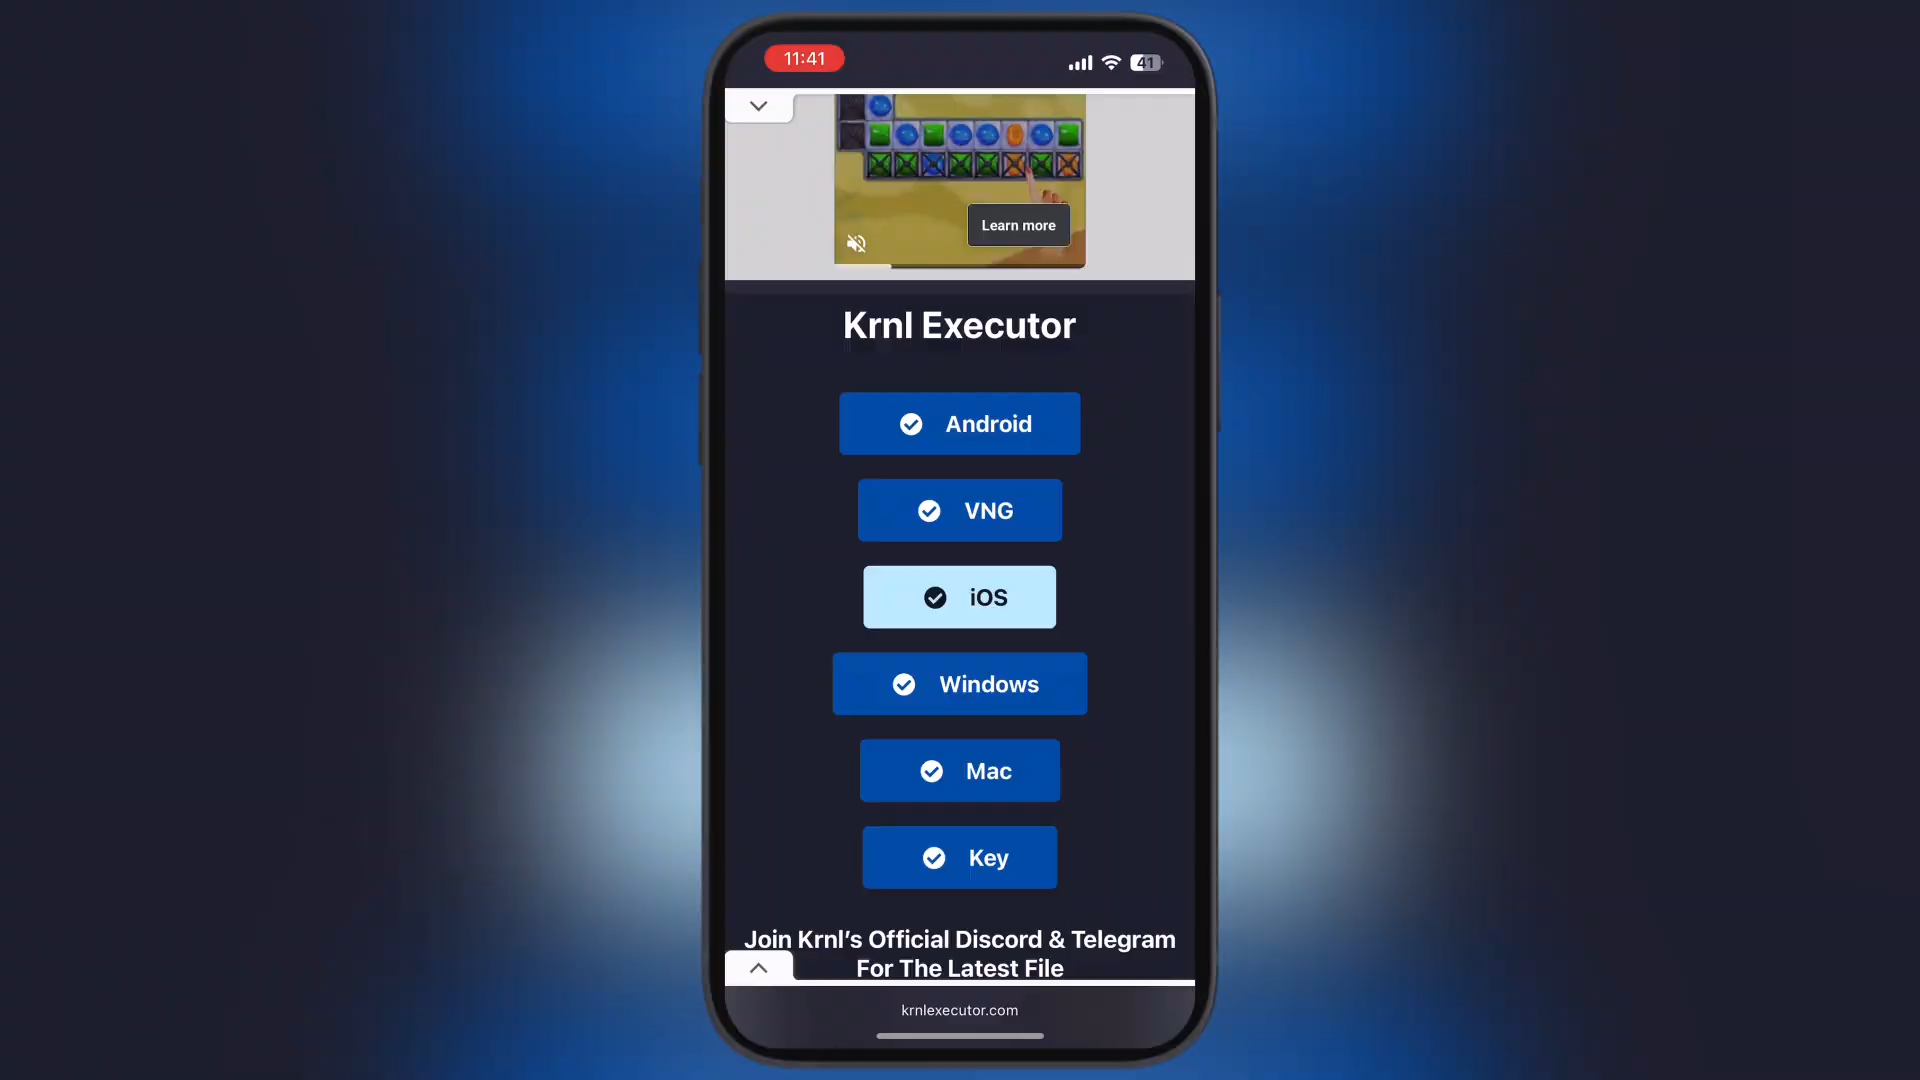 11:41
41
Learn more
Krnl Executor
Android
VNG
iOS
Windows
Mac
Key
Join Krnl’s Official Discord & Telegram
For The Latest File
krnlexecutor.com